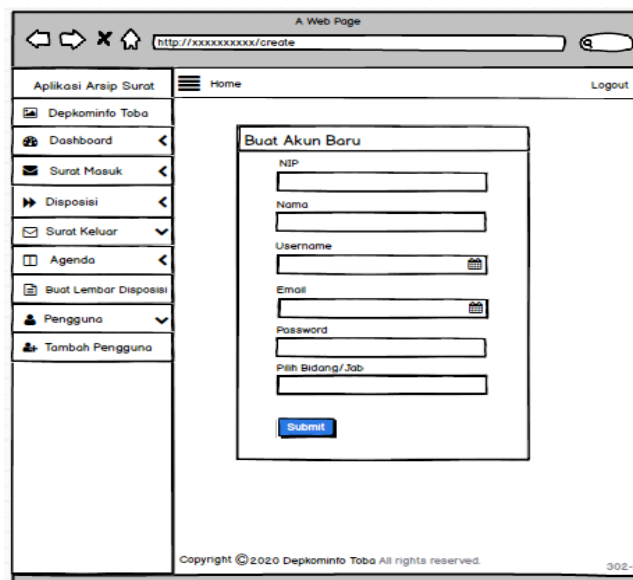 A Web Page
http://xxxxxxxxxx/create
Aplikasi Arsip Surat
Home
Logout
Depkominfo Toba
Dashboard
Surat Masuk
Disposisi
Surat Keluar
Agenda
Buat Lembar Disposisi
Pengguna
Tambah Pengguna
Buat Akun Baru
NIP
Nama
Username
Email
Password
Pilih Bidang/Jab
Submit
Copyright ©2020 Depkominfo Toba All rights reserved.
302-